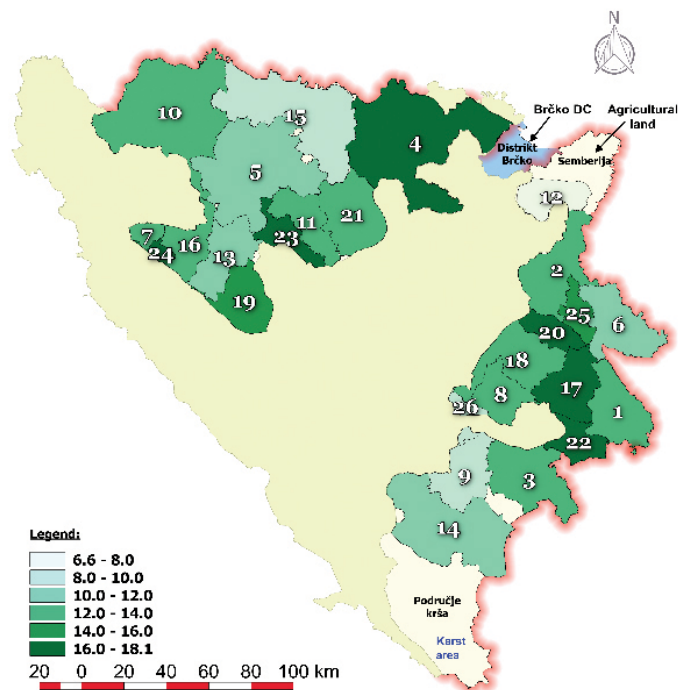 N
Brčko DC
Agricultural
land
Distrikt
Brčko
Semberija
10
15
4
5
12
7
16
24
11
21
23
13
19
2
25
6
20
18
17
8
26
1
22
9
3
14
Područje
krša
Karst
area
Legend:
6.6 - 8.0
8.0 - 10.0
10.0 - 12.0
12.0 - 14.0
14.0 - 16.0
16.0 - 18.1
20 0 20 40 60 80 100 km